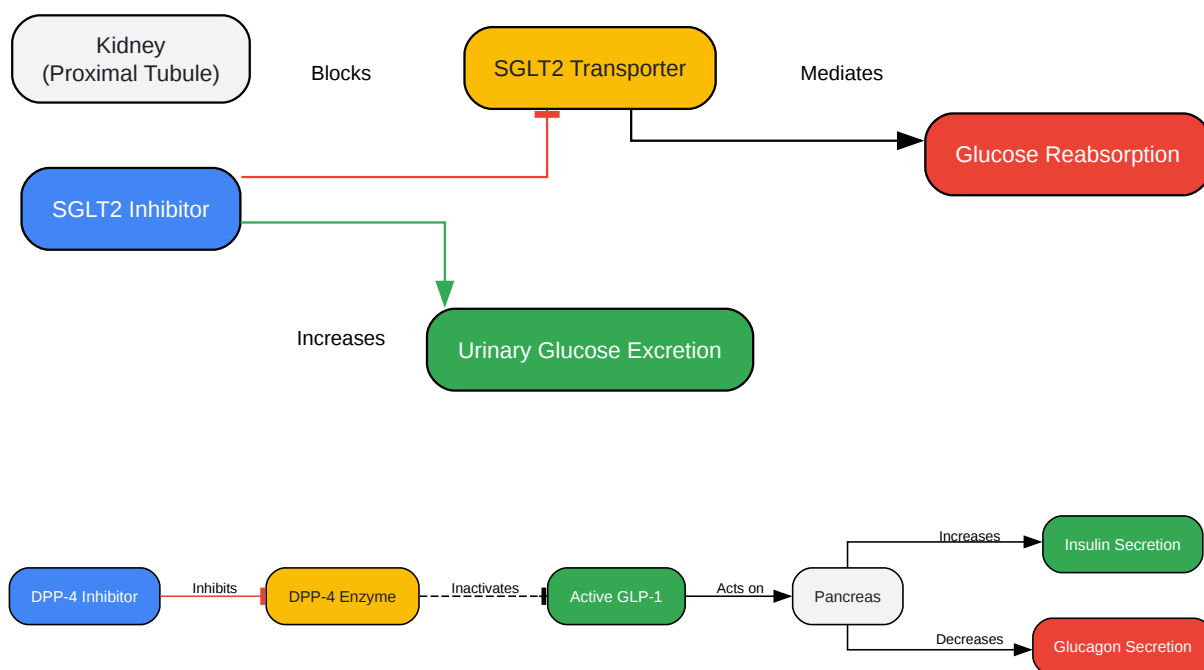 Kidney
(Proximal Tubule)
Blocks
SGLT2 Transporter
Mediates
Glucose Reabsorption
SGLT2 Inhibitor
Increases
Urinary Glucose Excretion
DPP-4 Inhibitor
Inhibits
DPP-4 Enzyme
Inactivates
Active GLP-1
Acts on
Pancreas
Increases
Insulin Secretion
Decreases
Glucagon Secretion